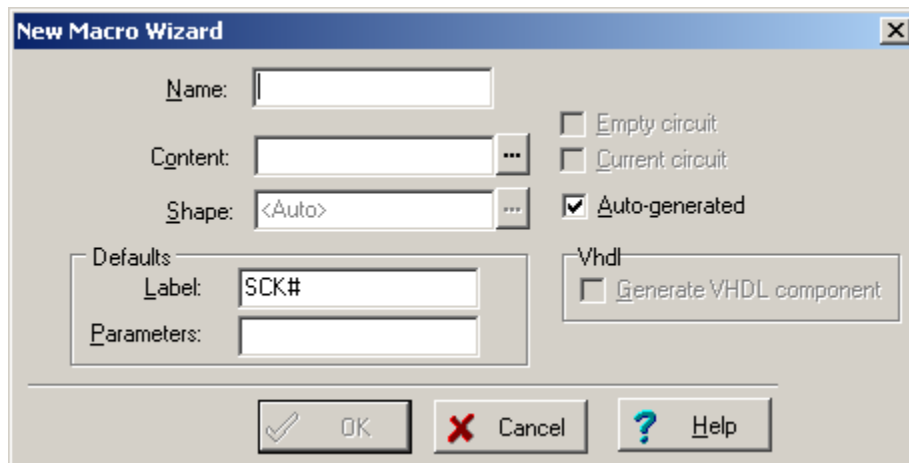 New Macro Wizard
Name:
Empty circuit
Content: ...
Current circuit
Shape: <Auto> ...
Auto-generated
Defaults
Vhdl
Label: SCK#
Generate VHDL component
Parameters:
OK Cancel ? Help